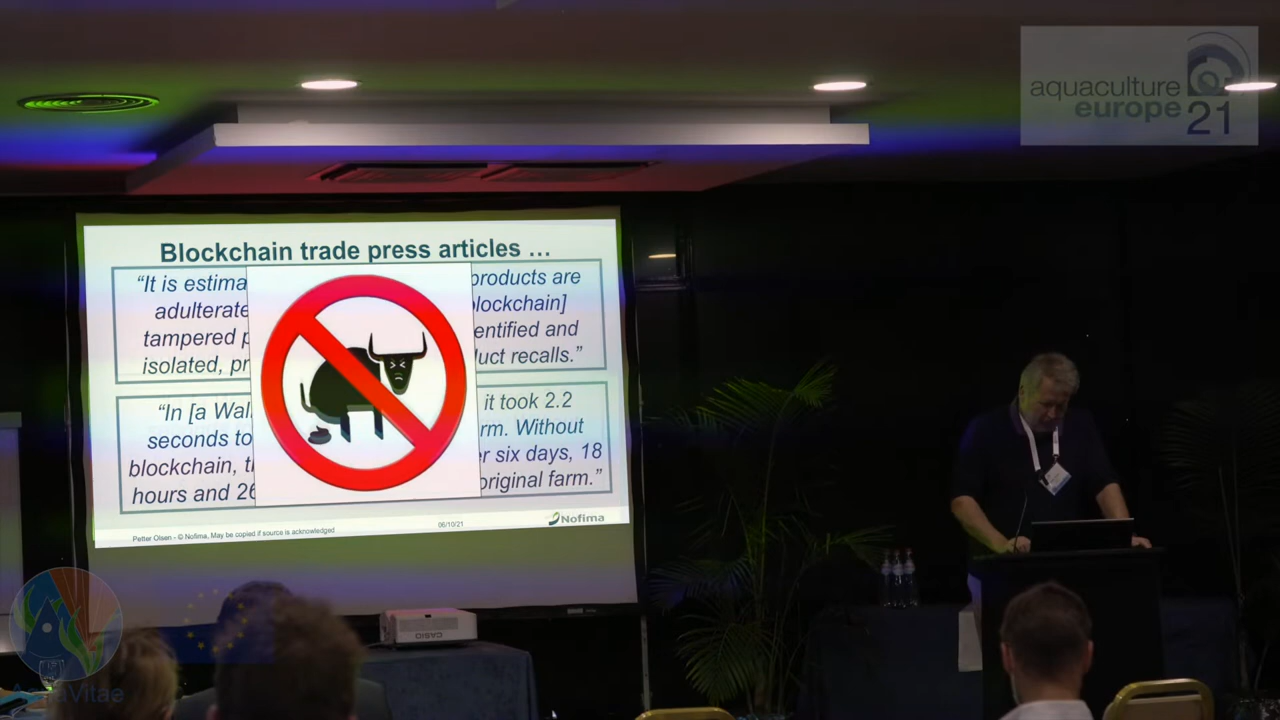 aquaculture
europe
21
Blockchain trade press articles …
“It is estima products are
adulterate lockchain]
tampered entified and
isolated, pr uct recalls.”
“In [a Wal it took 2.2
seconds to rm. Without
blockchain, t r six days, 18
hours and 26 original farm.”
Petter Olsen - © Nofima, May be copied if source is acknowledged
06/10/21
Nofima
CASIO
AquaVitae